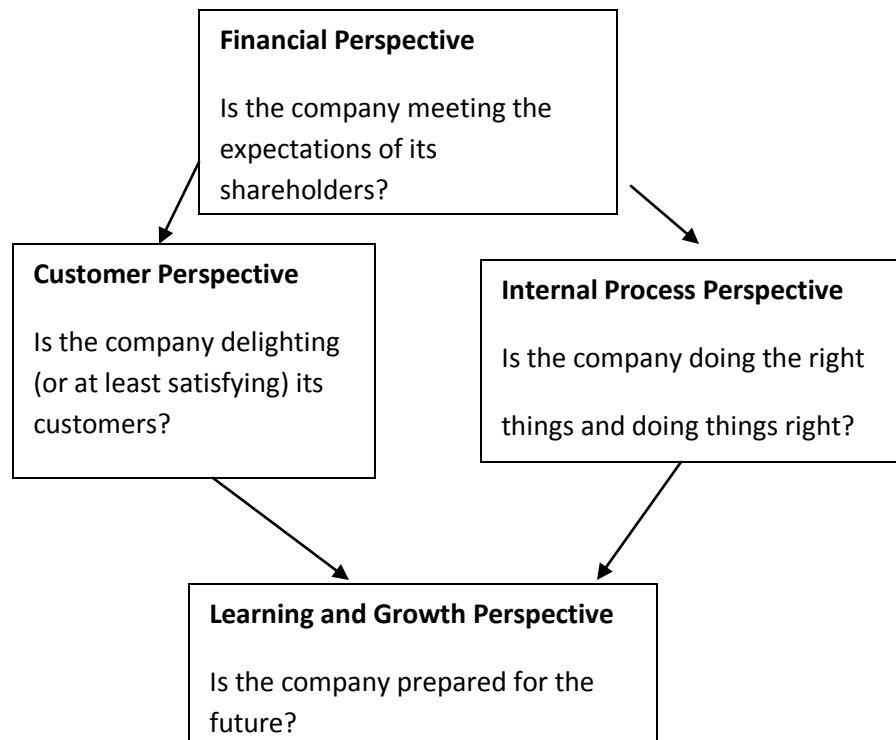 Financial Perspective
Is the company meeting the
expectations of its
shareholders?
Customer Perspective
Is the company delighting
(or at least satisfying) its
customers?
Internal Process Perspective
Is the company doing the right
things and doing things right?
Learning and Growth Perspective
Is the company prepared for the
future?